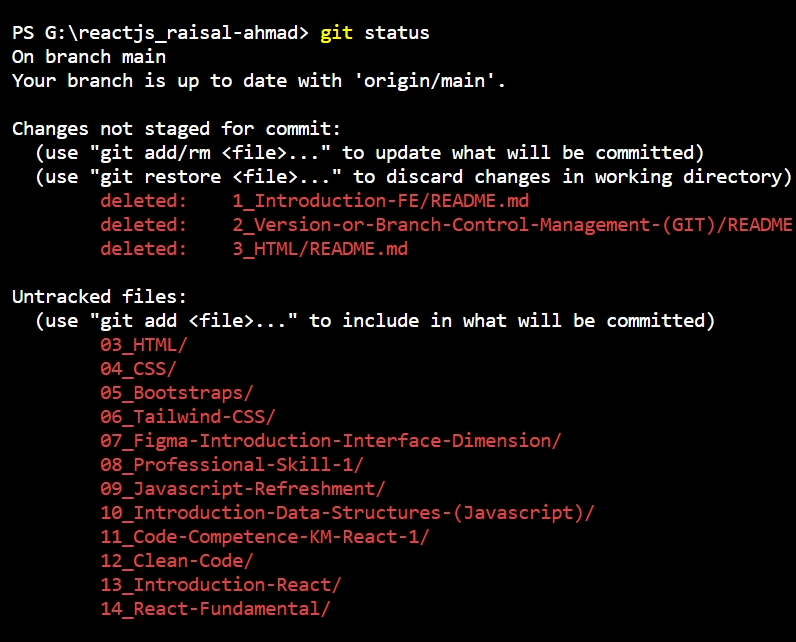 PS G:\reactjs_raisal-ahmad> git status
On branch main
Your branch is up to date with 'origin/main'.
Changes not staged for commit:
(use "git add/rm <file>..." to update what will be committed)
(use "git restore <file>..." to discard changes in working directory)
deleted: 1_Introduction-FE/README.md
deleted: 2_Version-or-Branch-Control-Management-(GIT)/README
deleted: 3_HTML/README.md
Untracked files:
(use "git add <file>..." to include in what will be committed)
03_HTML/
04_CSS/
05_Bootstraps/
06_Tailwind-CSS/
07_Figma-Introduction-Interface-Dimension/
08_Professional-Skill-1/
09_Javascript-Refreshment/
10_Introduction-Data-Structures-(Javascript)/
11_Code-Competence-KM-React-1/
12_Clean-Code/
13_Introduction-React/
14_React-Fundamental/